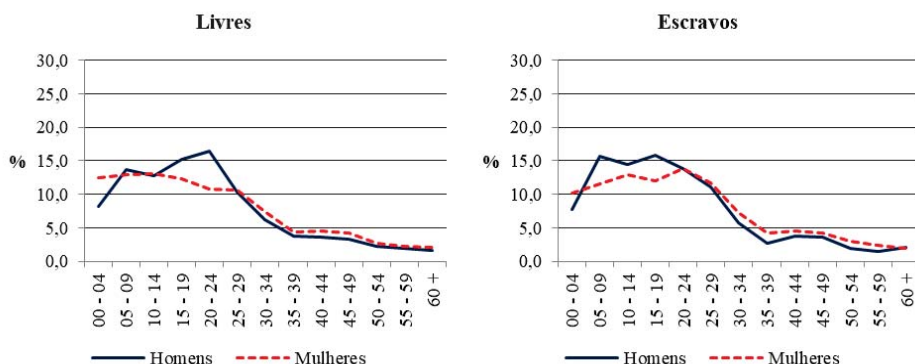 Livres
30,0
25,0
20,0
%
15,0
10,0
5,0
0,0
00 - 04
05 - 09
10 - 14
15 - 19
20 - 24
25 - 29
30 - 34
35 - 39
40 - 44
45 - 49
50 - 54
55 - 59
60 +
Homens
Mulheres
Escravos
30,0
25,0
20,0
%
15,0
10,0
5,0
0,0
00 - 04
05 - 09
10 - 14
15 - 19
20 - 24
25 - 29
30 - 34
35 - 39
40 - 44
45 - 49
50 - 54
55 - 59
60 +
Homens
Mulheres